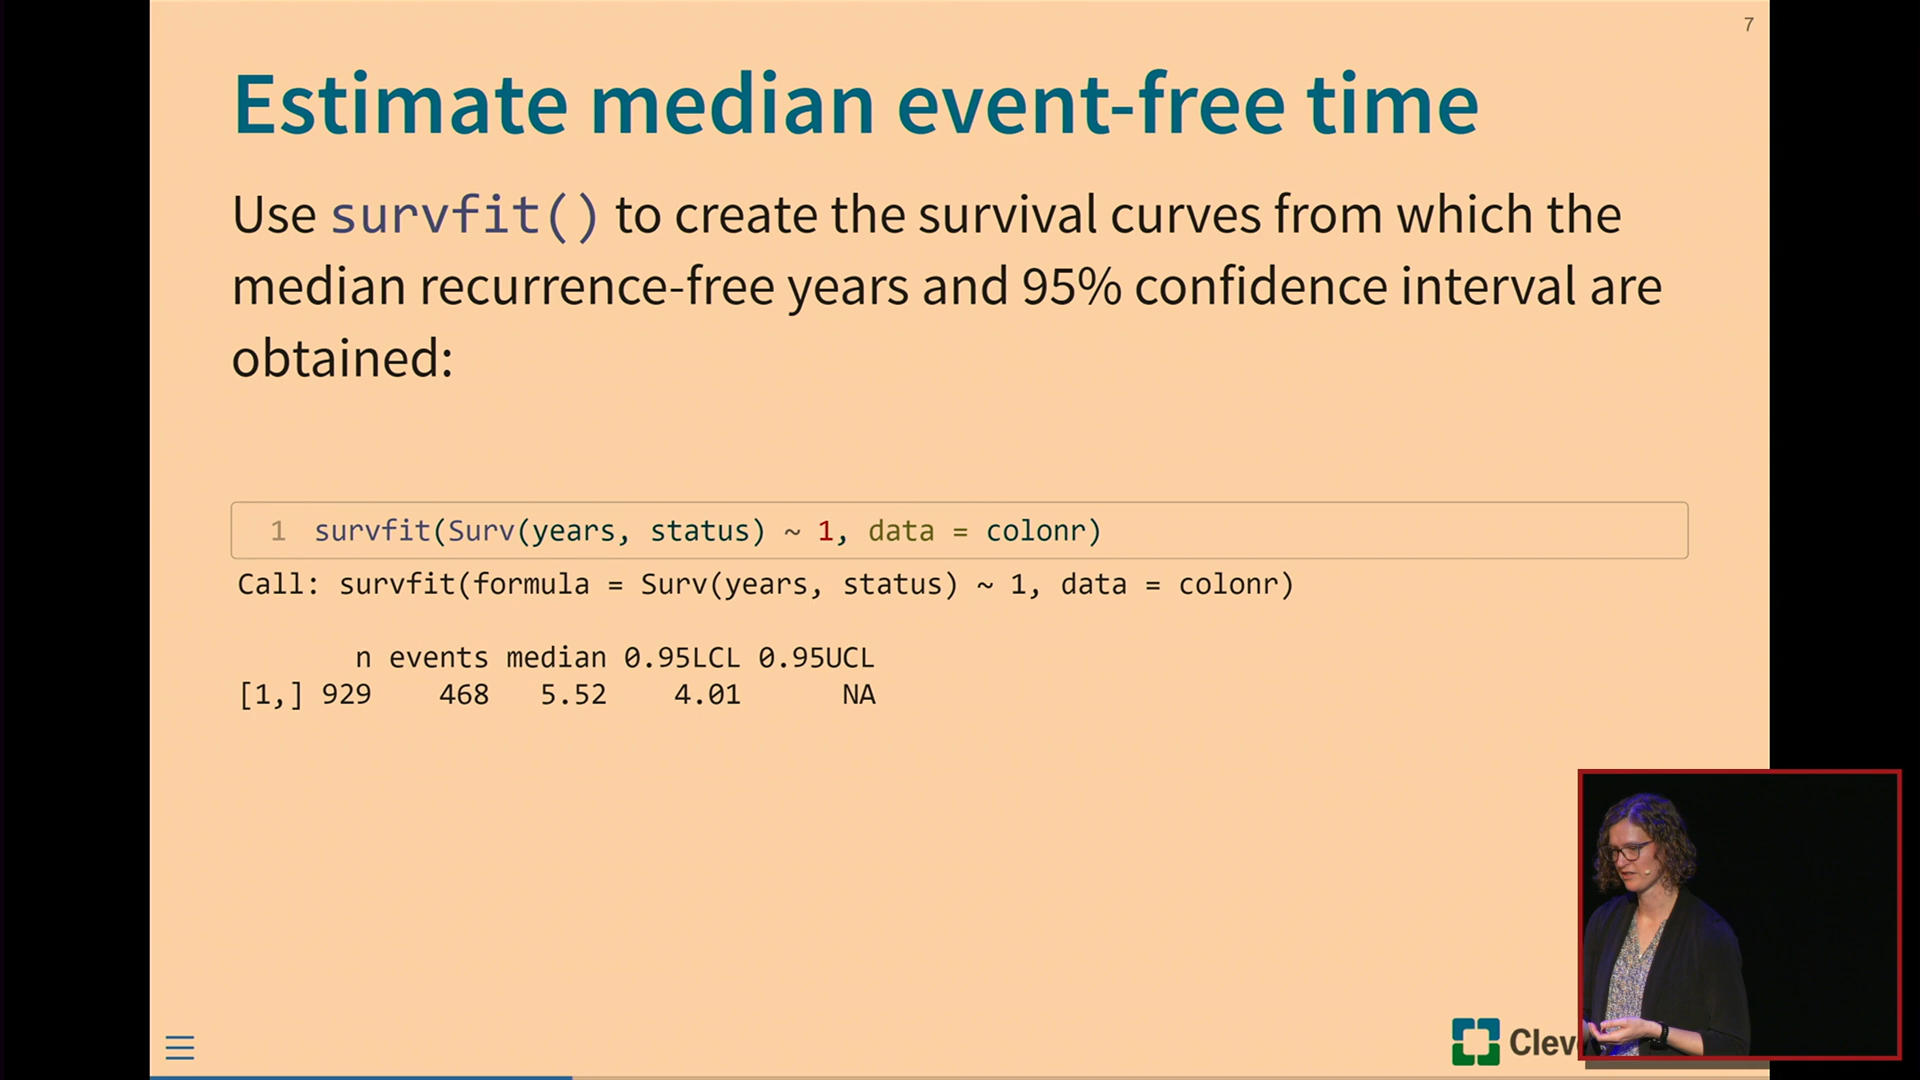 7
Estimate median event-free time
Use survfit() to create the survival curves from which the
median recurrence-free years and 95% confidence interval are
obtained:
1 survfit(Surv(years, status) ~ 1, data = colonr)
Call: survfit(formula = Surv(years, status) ~ 1, data = colonr)
n events median 0.95LCL 0.95UCL
[1,] 929 468 5.52 4.01 NA